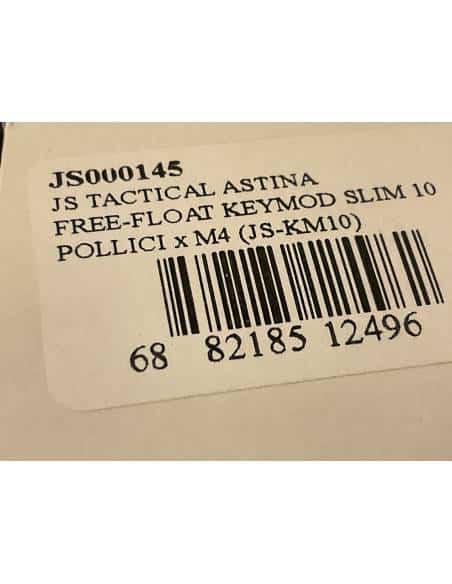 JS000145
JS TACTICAL ASTINA
FREE-FLOAT KEYMOD SLIM 10
POLLICI x M4 (JS-KM10)
68 82185 12496